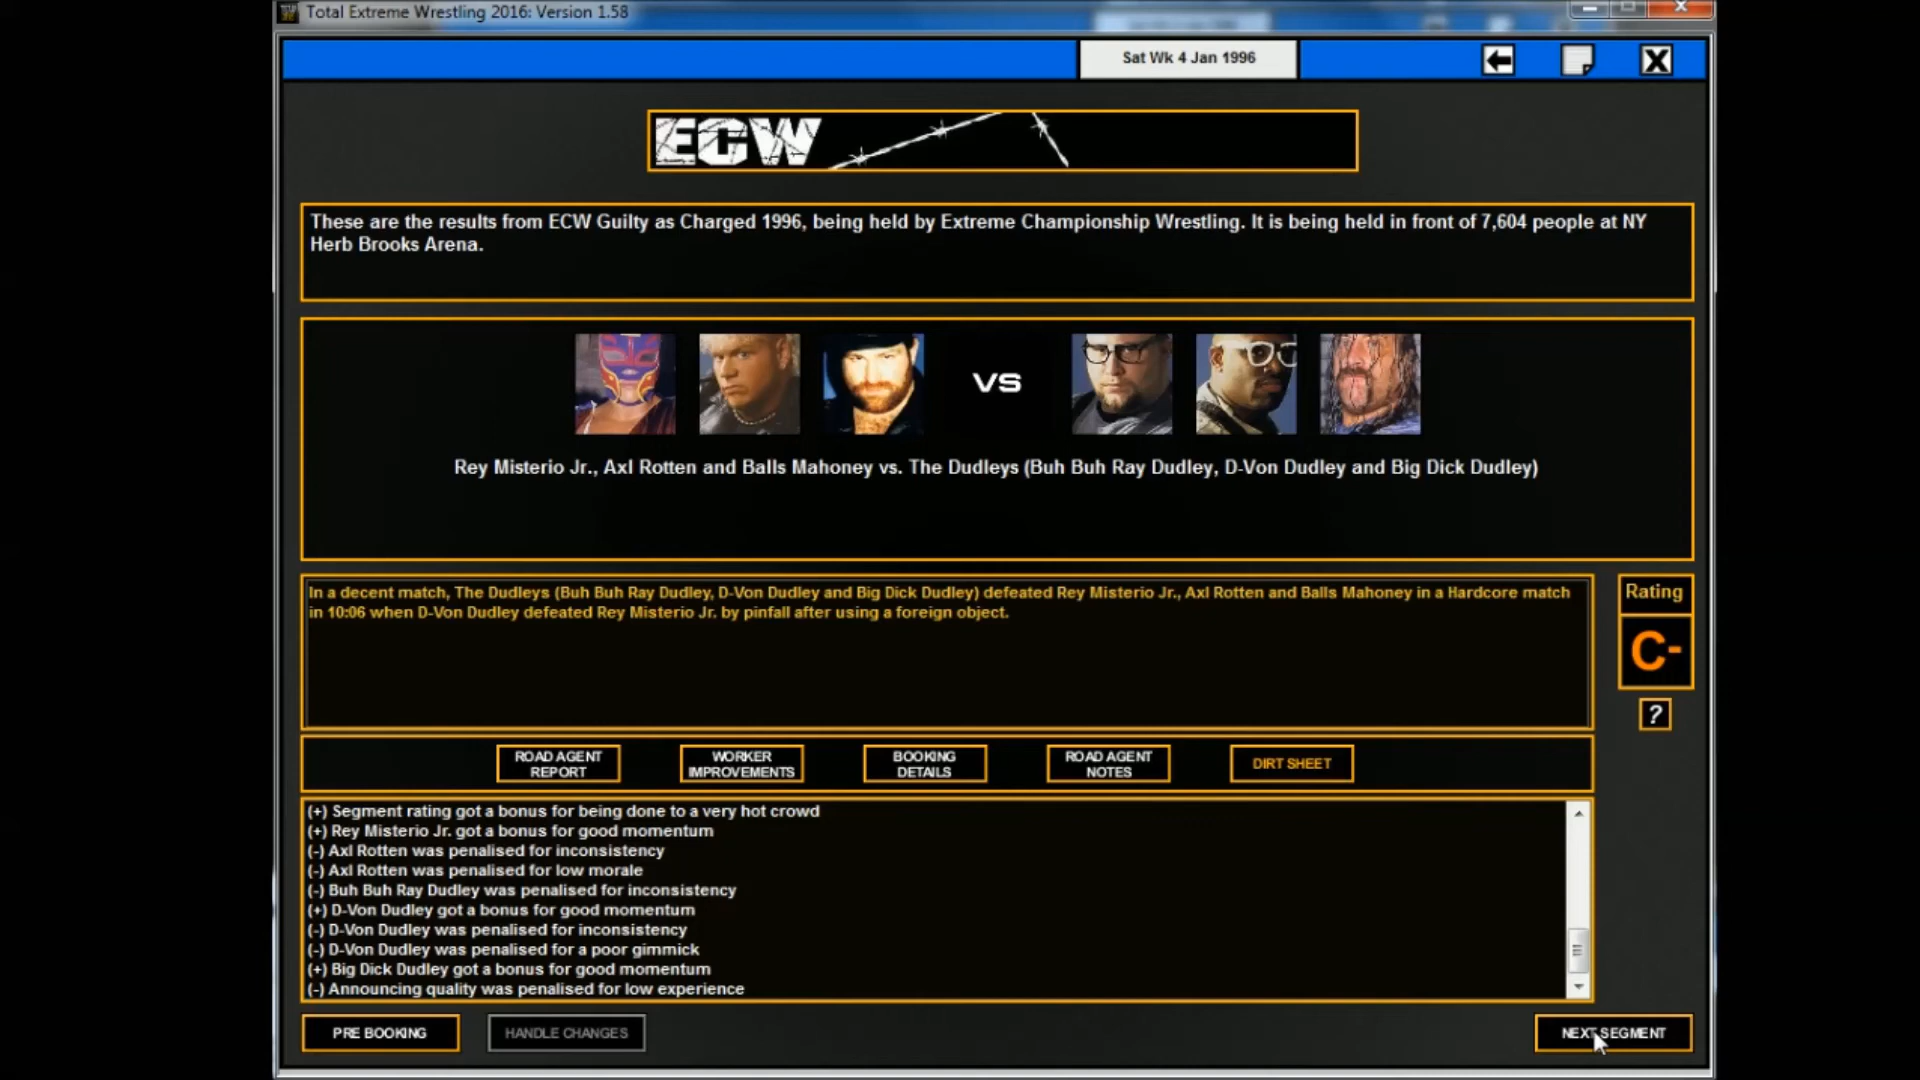 Total Extreme Wrestling 2016: Version 1.58
Sat Wk 4 Jan 1996
ECW
These are the results from ECW Guilty as Charged 1996, being held by Extreme Championship Wrestling. It is being held in front of 7,604 people at NY
Herb Brooks Arena.
VS
Rey Misterio Jr., Axl Rotten and Balls Mahoney vs. The Dudleys (Buh Buh Ray Dudley, D-Von Dudley and Big Dick Dudley)
In a decent match, The Dudleys (Buh Buh Ray Dudley, D-Von Dudley and Big Dick Dudley) defeated Rey Misterio Jr., Axl Rotten and Balls Mahoney in a Hardcore match
in 10:06 when D-Von Dudley defeated Rey Misterio Jr. by pinfall after using a foreign object.
Rating
C-
?
ROAD AGENT
REPORT
WORKER
IMPROVEMENTS
BOOKING
DETAILS
ROAD AGENT
NOTES
DIRT SHEET
(+) Segment rating got a bonus for being done to a very hot crowd
(+) Rey Misterio Jr. got a bonus for good momentum
(-) Axl Rotten was penalised for inconsistency
(-) Axl Rotten was penalised for low morale
(-) Buh Buh Ray Dudley was penalised for inconsistency
(+) D-Von Dudley got a bonus for good momentum
(-) D-Von Dudley was penalised for inconsistency
(-) D-Von Dudley was penalised for a poor gimmick
(+) Big Dick Dudley got a bonus for good momentum
(-) Announcing quality was penalised for low experience
PRE BOOKING
HANDLE CHANGES
NEXT SEGMENT